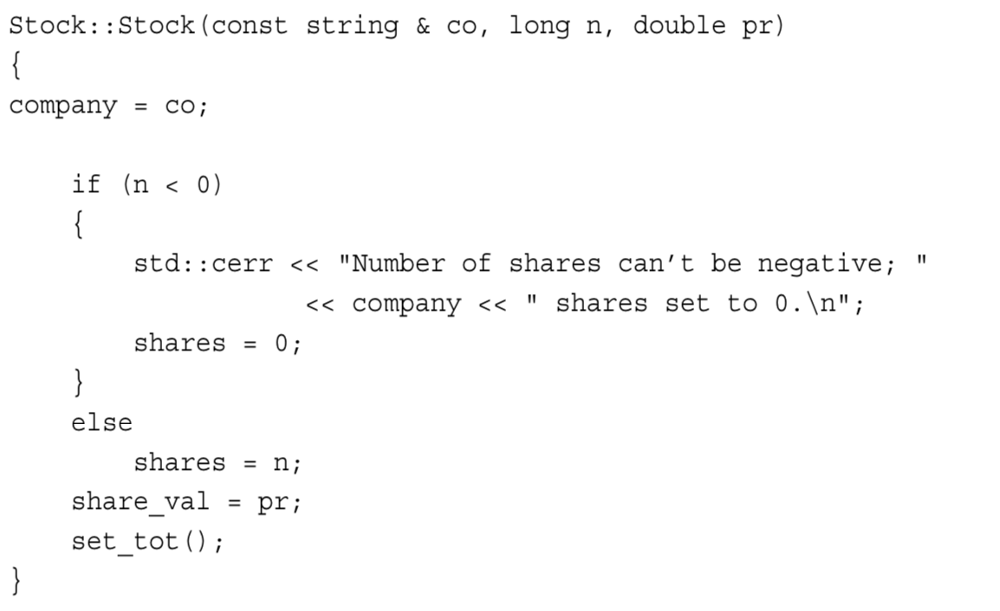 Stock::Stock(const string & co, long n, double pr)
{
company = co;

    if (n < 0)
    {
        std::cerr << "Number of shares can’t be negative; "
                   << company << " shares set to 0.\n";
        shares = 0;
    }
    else
        shares = n;
    share_val = pr;
    set_tot();
}